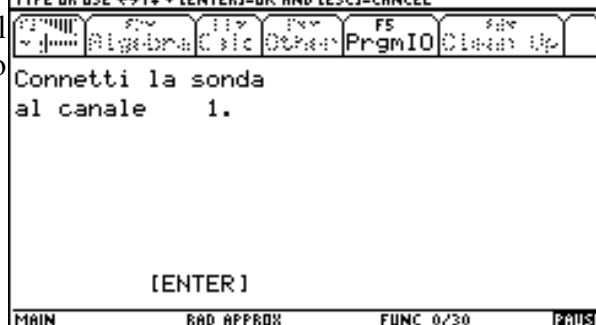 TYPE OR USE ←→↑↓ + [ENTER]=OK AND [ESC]=CANCEL
Algebra Calc Other F5 PrgmIO Clean Up
Connetti la sonda
al canale 1.
[ENTER]
MAIN RAD APPROX FUNC 0/30 PAUSE